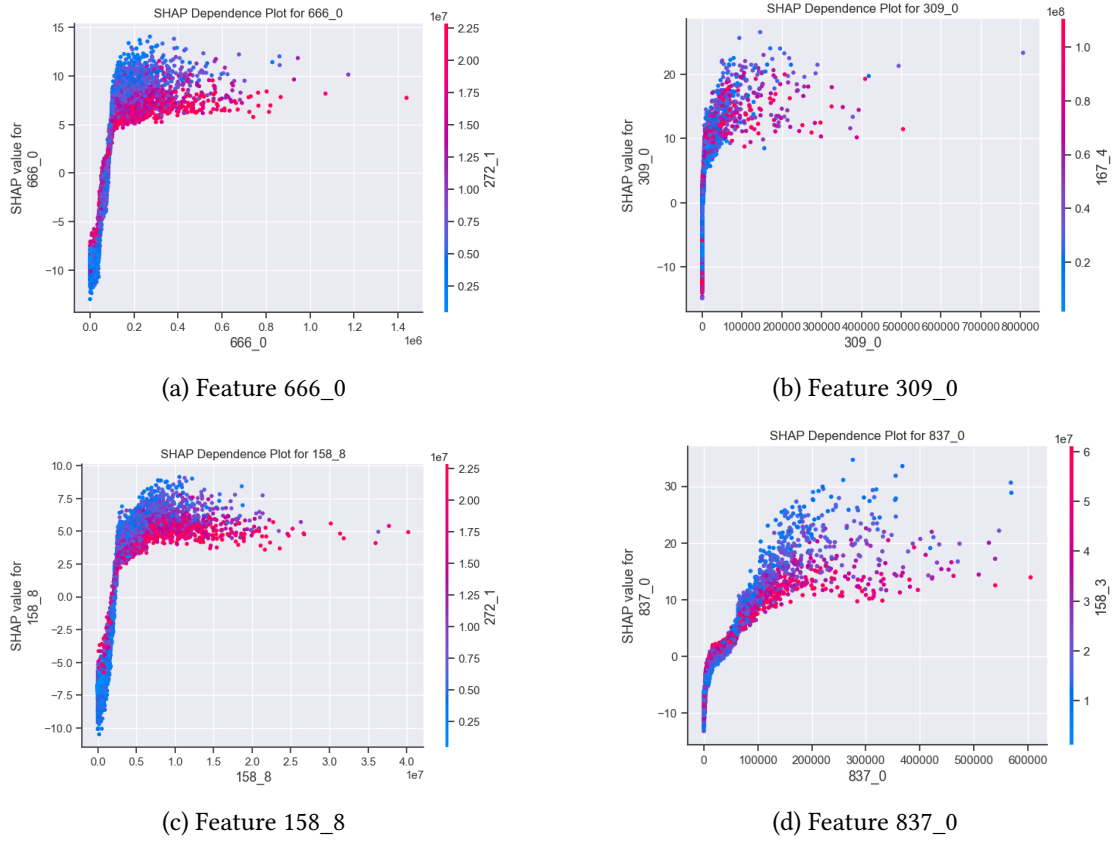 SHAP Dependence Plot for 666_0
1e7
15
10
5
0
−5
−10
SHAP value for
666_0
0.0 0.2 0.4 0.6 0.8 1.0 1.2 1.4
1e6
666_0
2.25
2.00
1.75
1.50
1.25
1.00
0.75
0.50
0.25
272_1
(a) Feature 666_0
SHAP Dependence Plot for 309_0
1e8
20
10
0
−10
SHAP value for
309_0
0 100000 200000 300000 400000 500000 600000 700000 800000
309_0
1.0
0.8
0.6
0.4
0.2
167_4
(b) Feature 309_0
SHAP Dependence Plot for 158_8
1e7
10.0
7.5
5.0
2.5
0.0
−2.5
−5.0
−7.5
−10.0
SHAP value for
158_8
0.0 0.5 1.0 1.5 2.0 2.5 3.0 3.5 4.0
1e7
158_8
2.25
2.00
1.75
1.50
1.25
1.00
0.75
0.50
0.25
272_1
(c) Feature 158_8
SHAP Dependence Plot for 837_0
1e7
30
20
10
0
−10
SHAP value for
837_0
0 100000 200000 300000 400000 500000 600000
837_0
6
5
4
3
2
1
158_3
(d) Feature 837_0